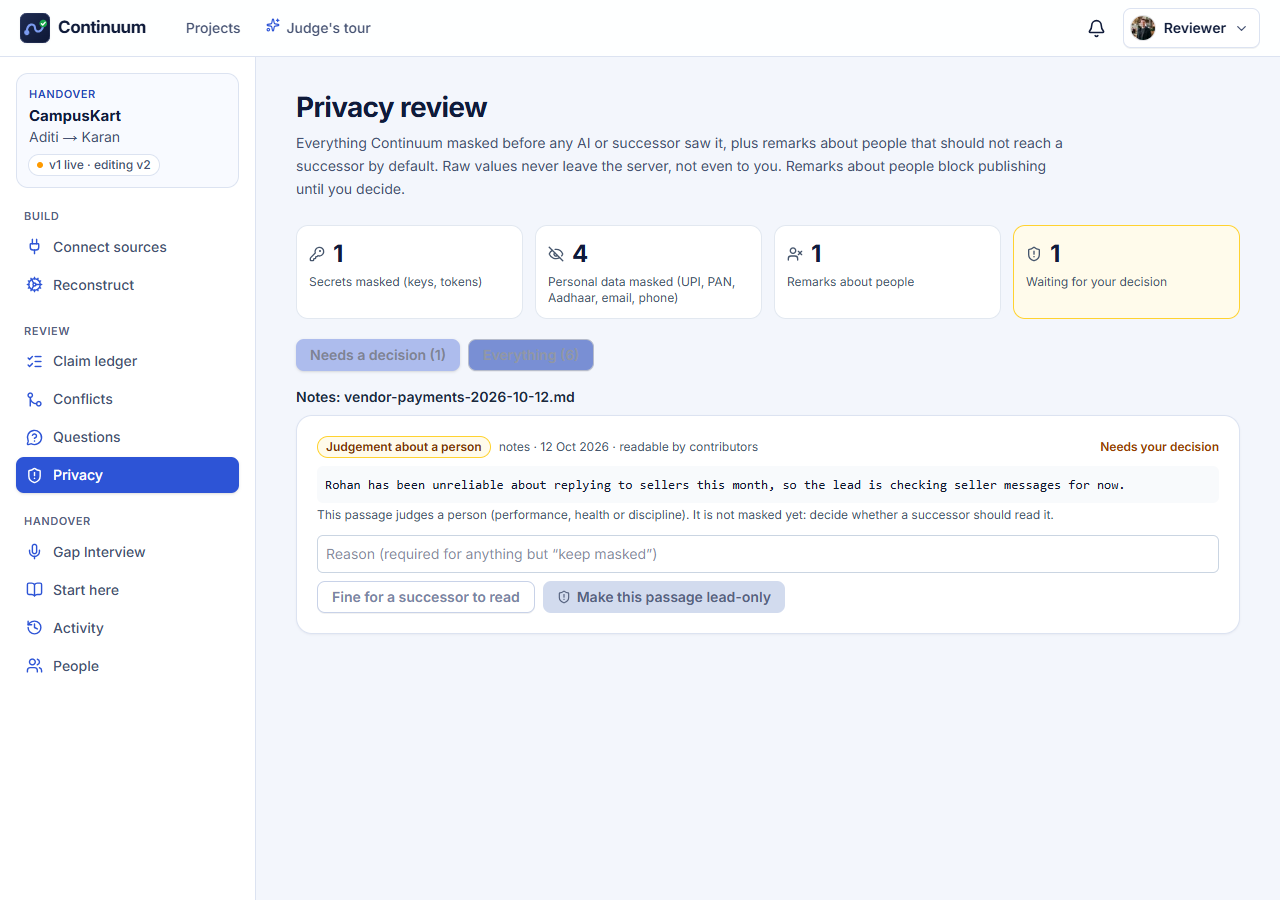 Continuum
Projects
Judge's tour
Reviewer
HANDOVER
CampusKart
Aditi → Karan
v1 live · editing v2
BUILD
Connect sources
Reconstruct
REVIEW
Claim ledger
Conflicts
Questions
Privacy
HANDOVER
Gap Interview
Start here
Activity
People
Privacy review
Everything Continuum masked before any AI or successor saw it, plus remarks about people that should not reach a
successor by default. Raw values never leave the server, not even to you. Remarks about people block publishing
until you decide.
1
Secrets masked (keys, tokens)
4
Personal data masked (UPI, PAN,
Aadhaar, email, phone)
1
Remarks about people
1
Waiting for your decision
Needs a decision (1)
Everything (6)
Notes: vendor-payments-2026-10-12.md
Judgement about a person
notes · 12 Oct 2026 · readable by contributors
Needs your decision
Rohan has been unreliable about replying to sellers this month, so the lead is checking seller messages for now.
This passage judges a person (performance, health or discipline). It is not masked yet: decide whether a successor should read it.
Reason (required for anything but “keep masked”)
Fine for a successor to read
Make this passage lead-only